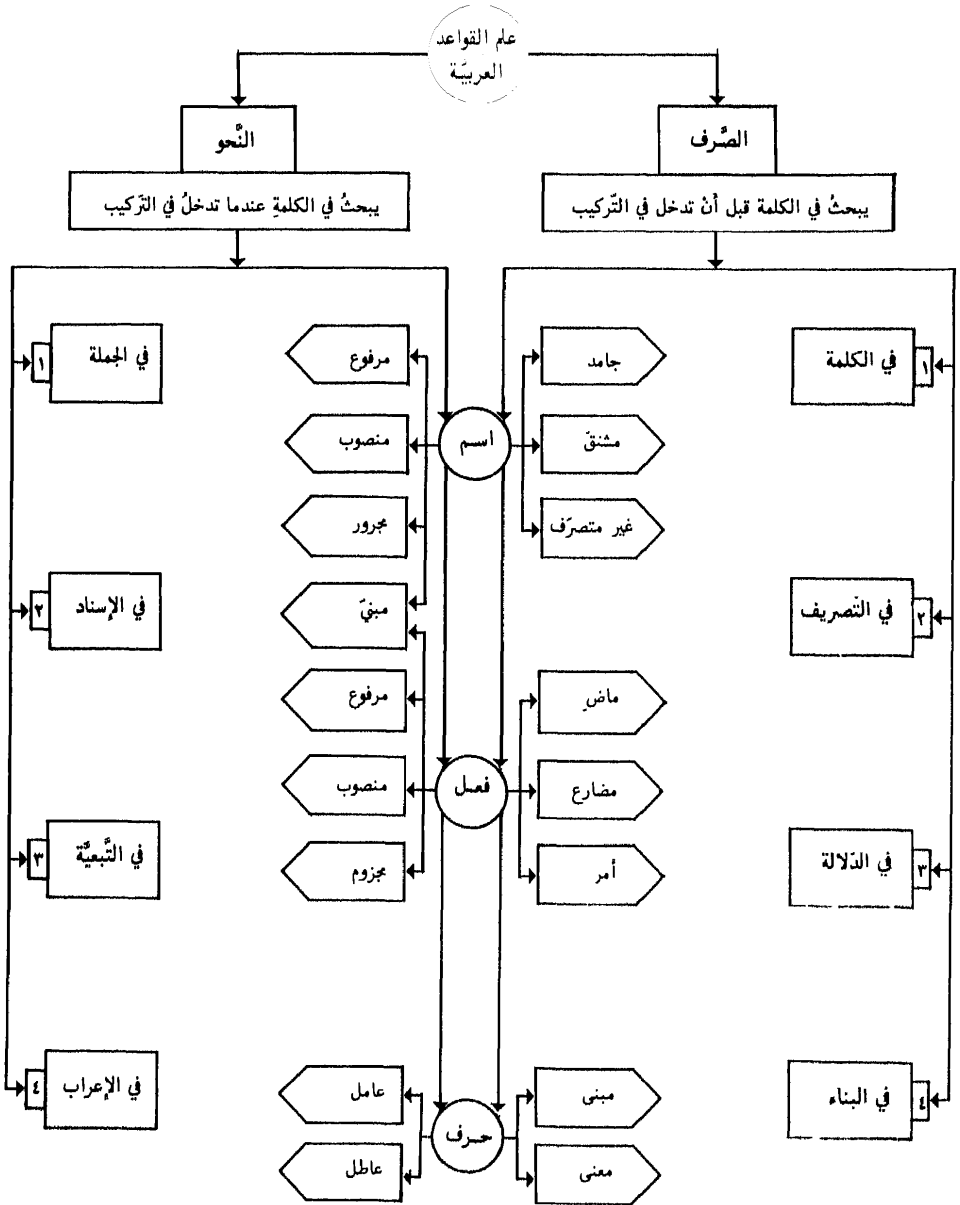 علم القواعد
العربيَّة
الصَّرف
النَّحو
يبحثُ في الكلمة قبل أنْ تدخل في التّركيب
يبحثُ في الكلمةِ عندما تدخلُ في التّركيب
١ في الكلمة
٢ في التّصريف
٣ في الدّلالة
٤ في البناء
اسم
جامد
مشتقّ
غير متصرّف
مرفوع
منصوب
مجرور
مبنيّ
فعل
ماضٍ
مضارع
أمر
مرفوع
منصوب
مجزوم
حرف
مبنى
معنى
عامل
عاطل
١ في الجملة
٢ في الإسناد
٣ في التَّبعيَّة
٤ في الإعراب